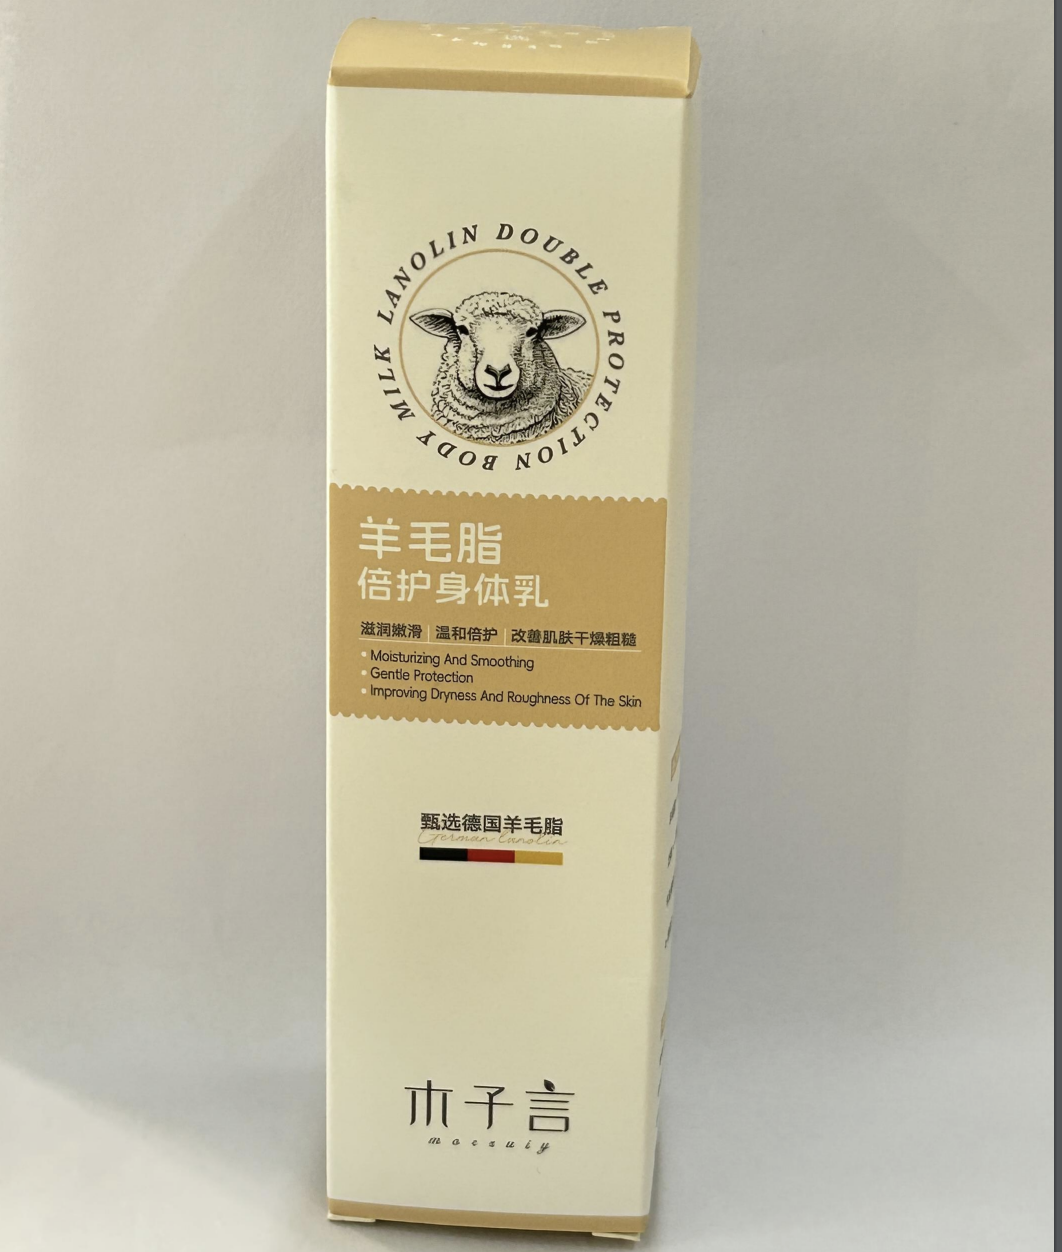 LANOLIN DOUBLE PROTECTION BODY MILK
羊毛脂
倍护身体乳
滋润嫩滑 | 温和倍护 | 改善肌肤干燥粗糙
• Moisturizing And Smoothing
• Gentle Protection
• Improving Dryness And Roughness Of The Skin
甄选德国羊毛脂
German lanolin
木子言
moezuiy